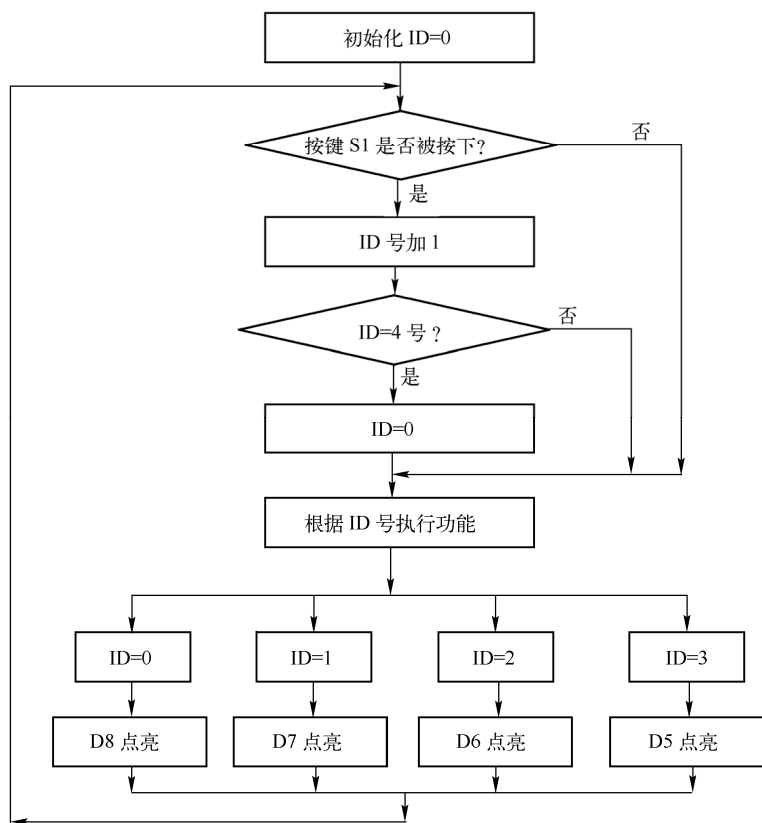 初始化 ID=0
按键 S1 是否被按下?
否
是
ID 号加 1
ID=4 号?
否
是
ID=0
根据 ID 号执行功能
ID=0
ID=1
ID=2
ID=3
D8 点亮
D7 点亮
D6 点亮
D5 点亮